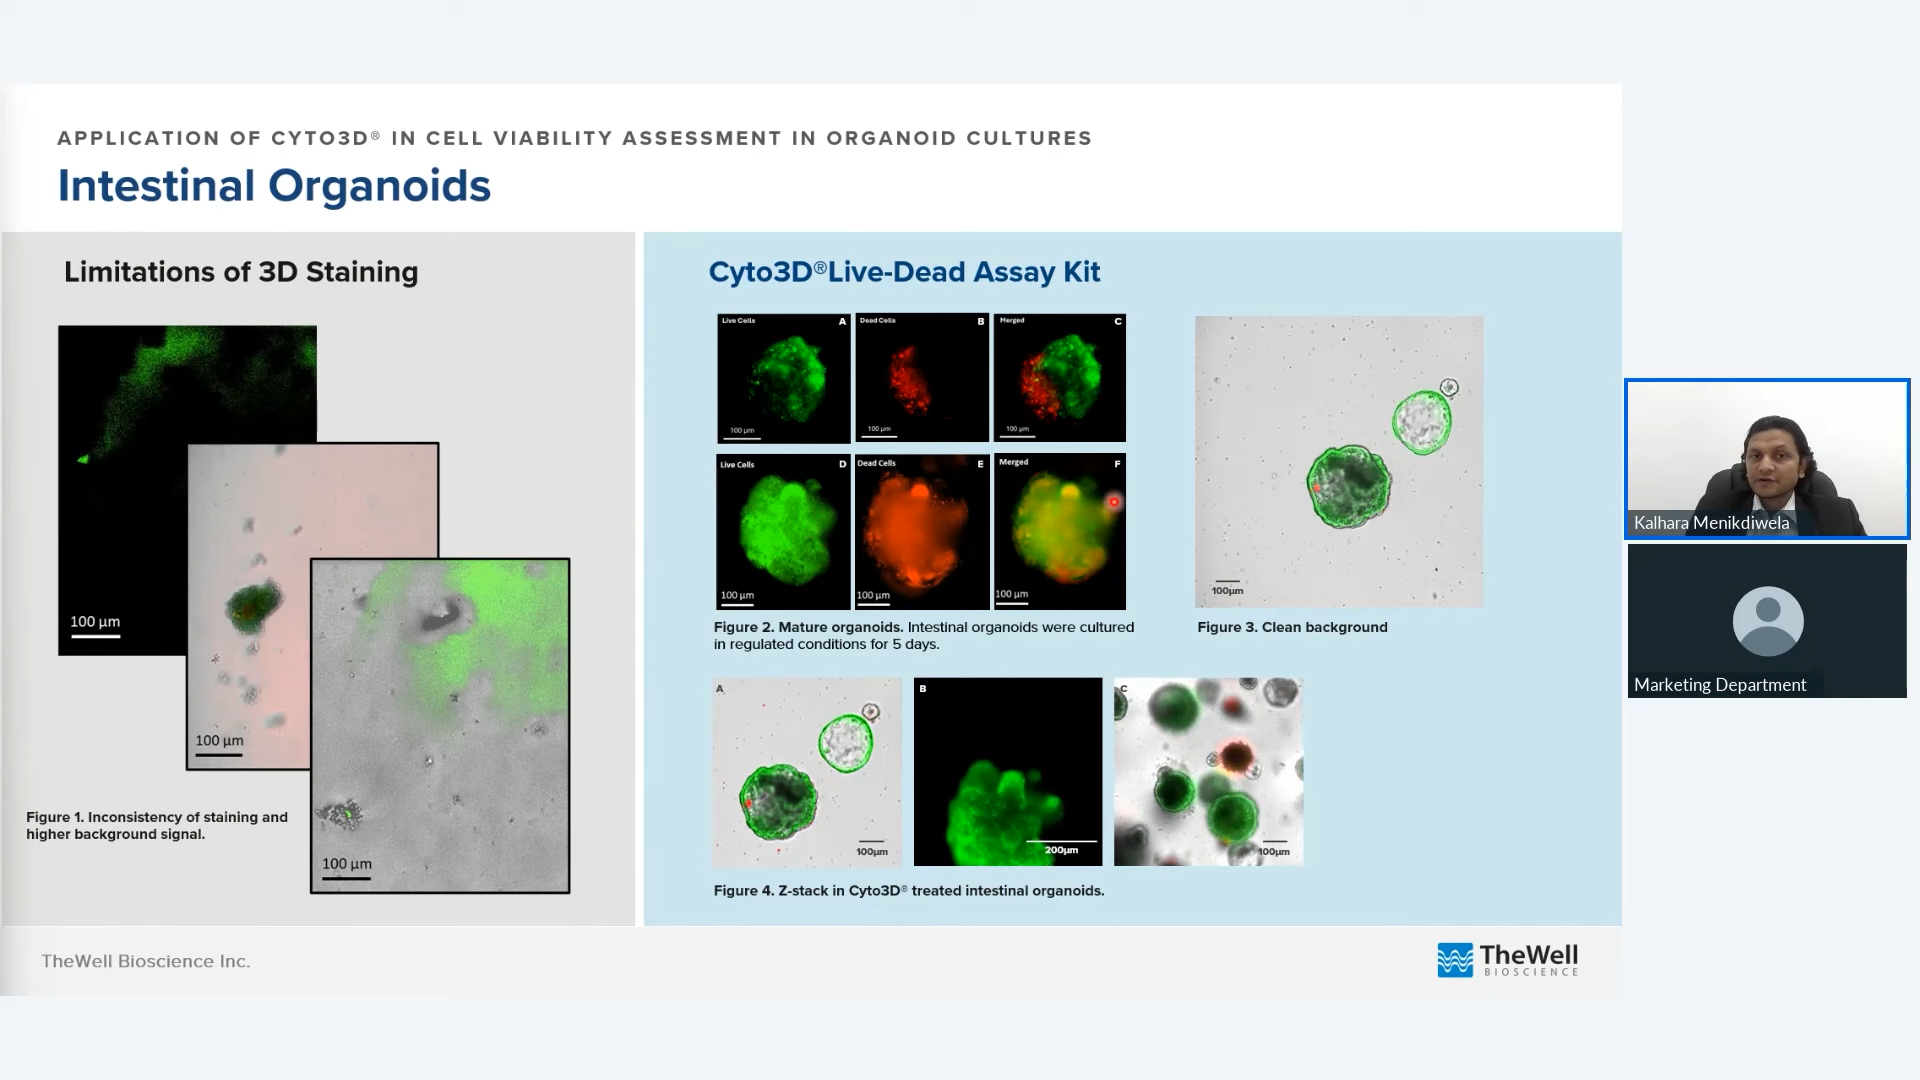 APPLICATION OF CYTO3D® IN CELL VIABILITY ASSESSMENT IN ORGANOID CULTURES
Intestinal Organoids
Limitations of 3D Staining
100 µm
100 µm
100 µm
Figure 1. Inconsistency of staining and
higher background signal.
Cyto3D®Live-Dead Assay Kit
Live Cells A
Dead Cells B
Merged C
100 µm
100 µm
100 µm
Live Cells D
Dead Cells E
Merged F
100 µm
100 µm
100 µm
Figure 2. Mature organoids. Intestinal organoids were cultured
in regulated conditions for 5 days.
100µm
Figure 3. Clean background
A
100µm
B
200µm
C
100µm
Figure 4. Z-stack in Cyto3D® treated intestinal organoids.
TheWell Bioscience Inc.
TheWell
BIOSCIENCE
Kalhara Menikdiwela
Marketing Department